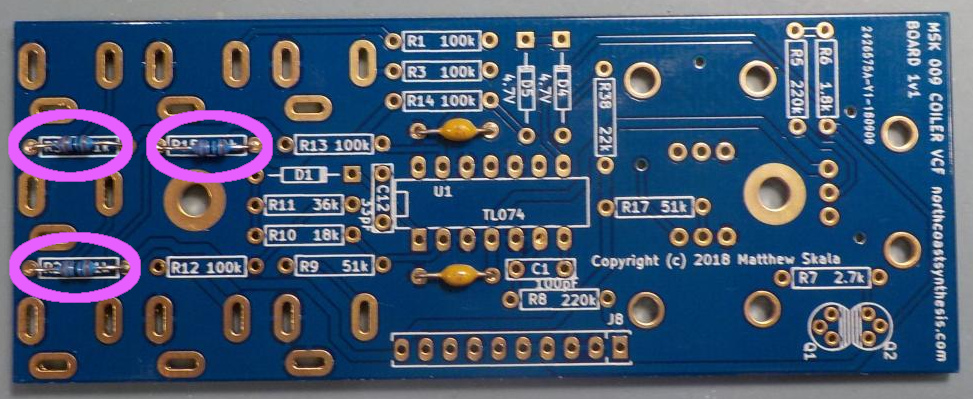 R1 100k
R3 100k
R14 100k
D5
4.7V
D4
4.7V
R38 22k
R5 220k
R6 1.8k
2426075A-Y1-180909
MSK 009 COILER VCF northcoastsynthesis.com
BOARD 1v1
R13 100k
D1
C12
33pF
U1
TL074
R11 36k
R10 18k
R17 51k
R12 100k
R9 51k
C1
100pF
Copyright (c) 2018 Matthew Skala
R8 220k
R7 2.7k
J8
Q1
Q2